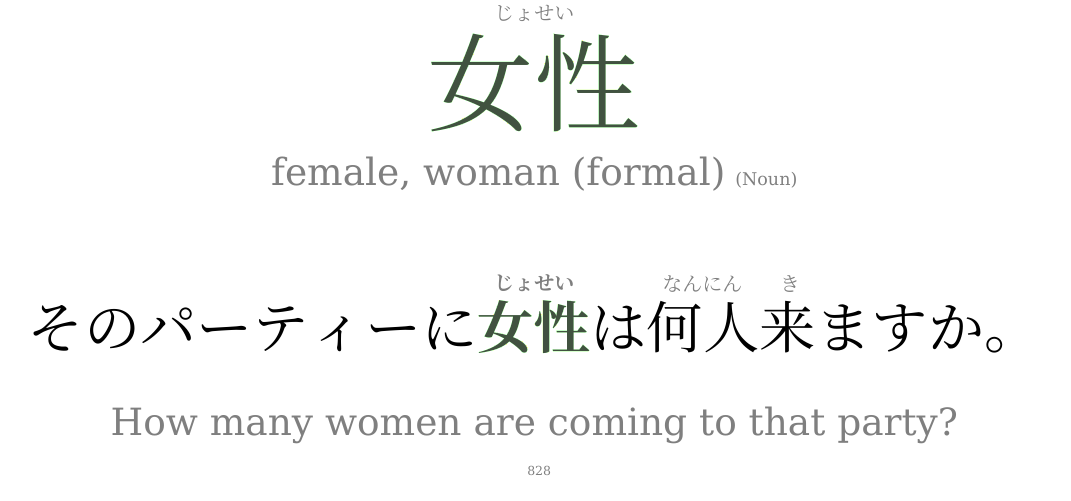 じょせい
女性
female, woman (formal) (Noun)
じょせい なんにん き
そのパーティーに女性は何人来ますか。
How many women are coming to that party?
828